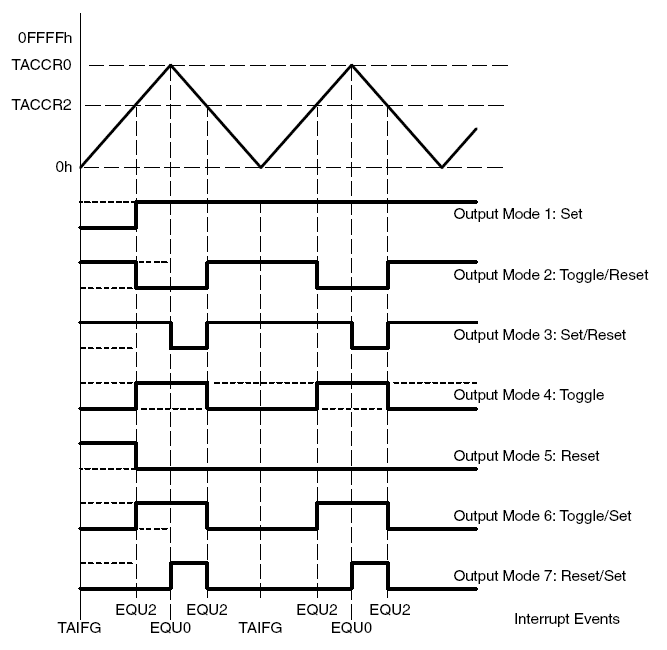 0FFFFh
TACCR0
TACCR2
0h
Output Mode 1: Set
Output Mode 2: Toggle/Reset
Output Mode 3: Set/Reset
Output Mode 4: Toggle
Output Mode 5: Reset
Output Mode 6: Toggle/Set
Output Mode 7: Reset/Set
EQU2 EQU2 EQU2 EQU2
Interrupt Events
TAIFG EQU0 TAIFG EQU0